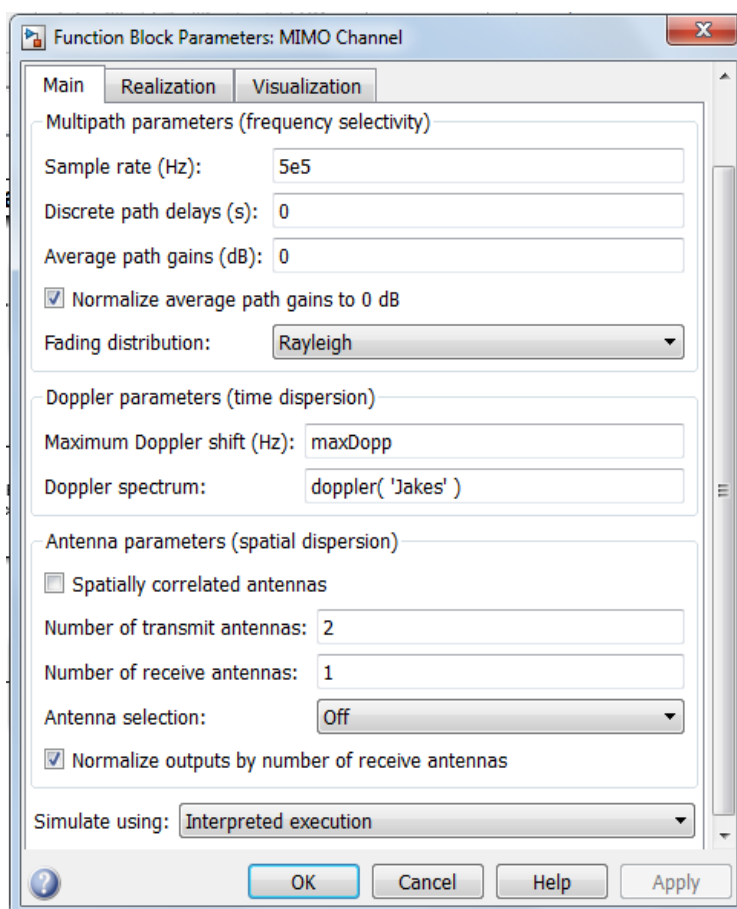 Function Block Parameters: MIMO Channel
Main Realization Visualization
Multipath parameters (frequency selectivity)
Sample rate (Hz): 5e5
Discrete path delays (s): 0
Average path gains (dB): 0
Normalize average path gains to 0 dB
Fading distribution: Rayleigh
Doppler parameters (time dispersion)
Maximum Doppler shift (Hz): maxDopp
Doppler spectrum: doppler( 'Jakes' )
Antenna parameters (spatial dispersion)
Spatially correlated antennas
Number of transmit antennas: 2
Number of receive antennas: 1
Antenna selection: Off
Normalize outputs by number of receive antennas
Simulate using: Interpreted execution
OK Cancel Help Apply